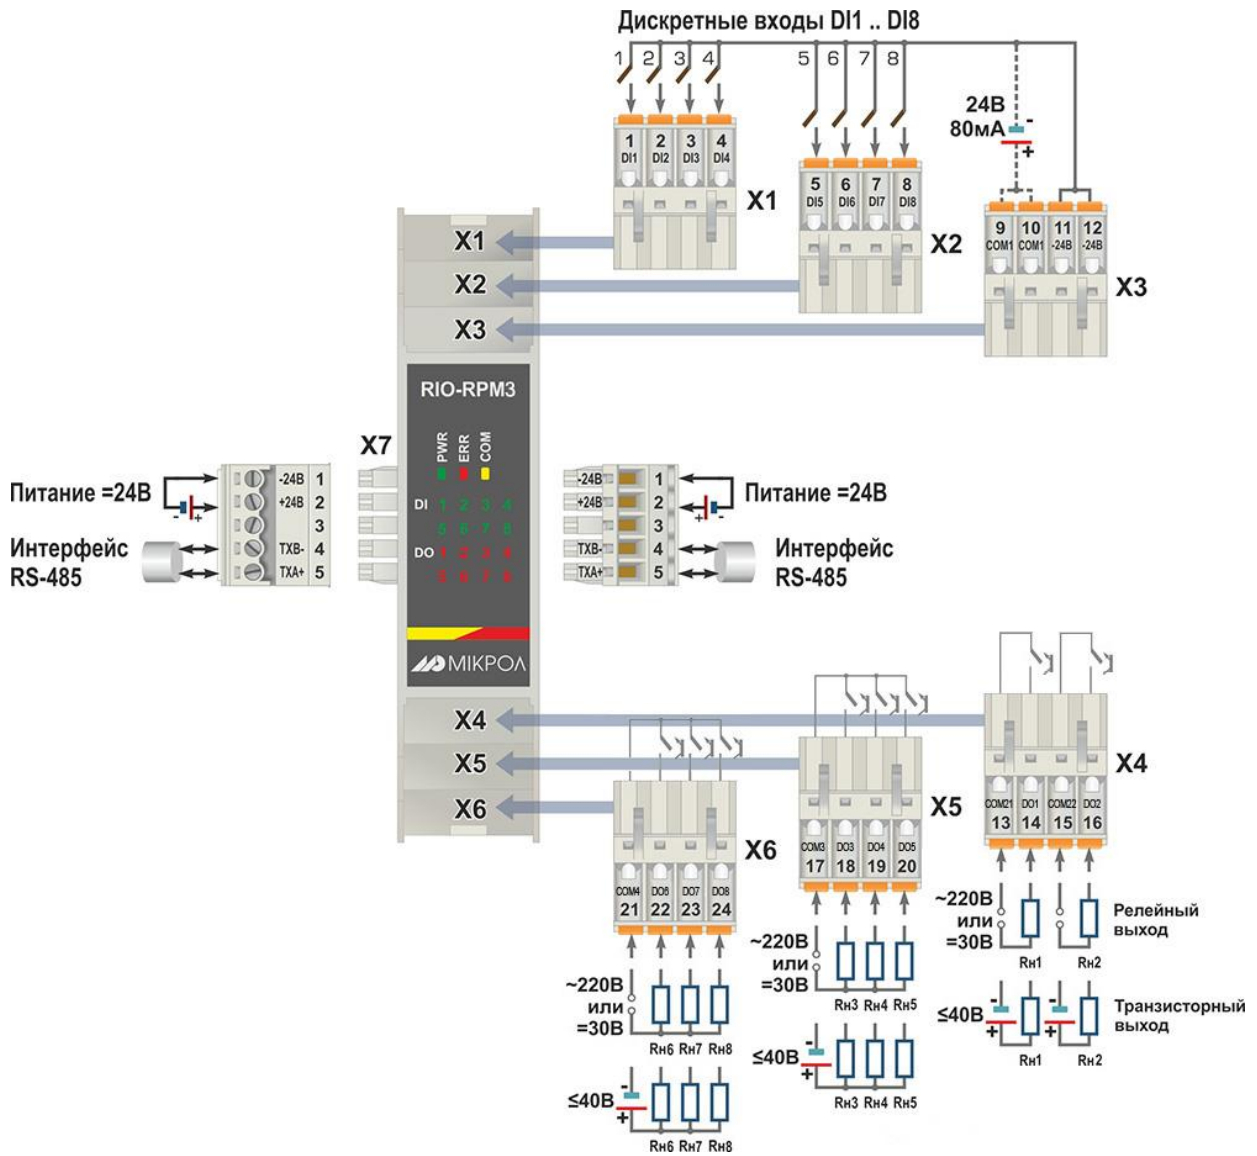 Дискретные входы DI1 .. DI8
1 2 3 4 5 6 7 8
24В
80мА
-
+
1 2 3 4
DI1 DI2 DI3 DI4
X1
5 6 7 8
DI5 DI6 DI7 DI8
X2
9 10 11 12
COM1 COM1 -24В -24В
X3
X1
X2
X3
RIO-RPM3
X7
PWR ERR COM
DI 1 2 3 4
5 6 7 8
DO 1 2 3 4
5 6 7 8
МІКРОЛ
Питание =24В
- +
-24В 1
+24В 2
3
TXB- 4
TXA+ 5
Интерфейс
RS-485
-24В 1
+24В 2
3
TXB- 4
TXA+ 5
Питание =24В
+ -
Интерфейс
RS-485
X4
X5
X6
X4
COM21 DO1 COM22 DO2
13 14 15 16
X5
COM3 DO3 DO4 DO5
17 18 19 20
X6
COM4 DO6 DO7 DO8
21 22 23 24
~220В
или
=30В
Rн1 Rн2
Релейный
выход
≤40В
- + - +
Rн1 Rн2
Транзисторный
выход
~220В
или
=30В
Rн3 Rн4 Rн5
≤40В
-
+
Rн3 Rн4 Rн5
~220В
или
=30В
Rн6 Rн7 Rн8
≤40В
-
+
Rн6 Rн7 Rн8